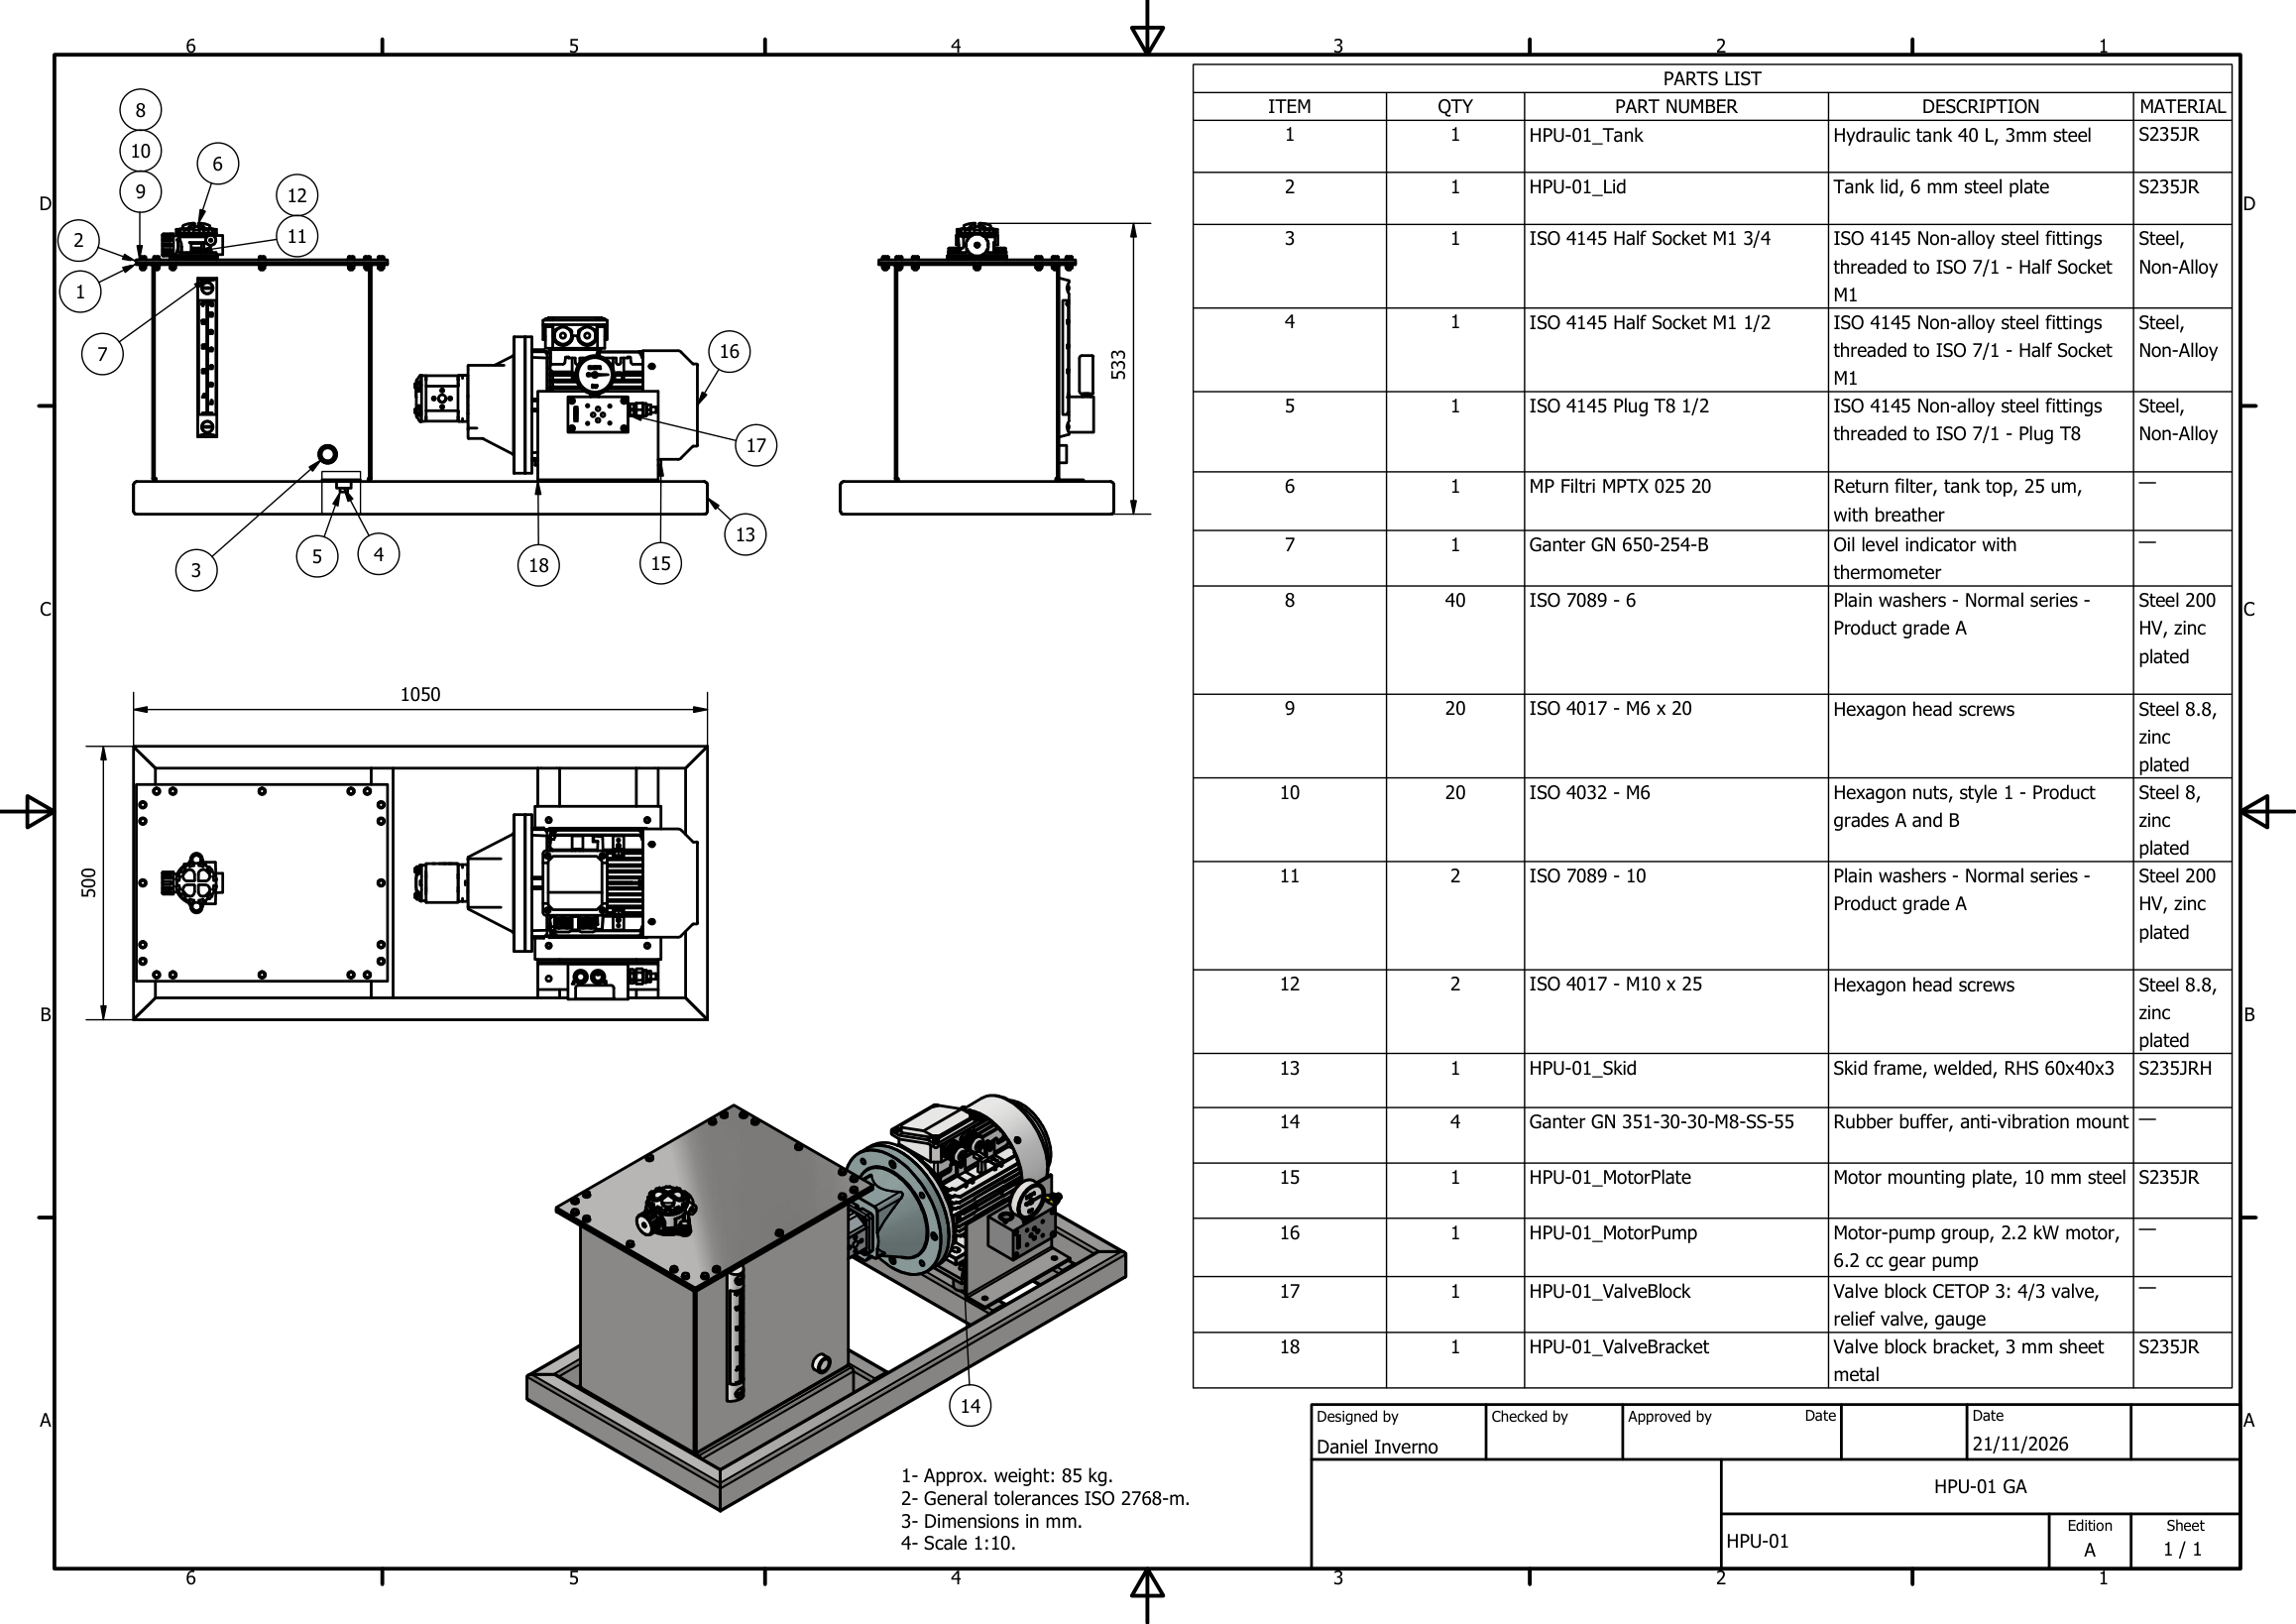 6 5 4 3 2 1
D
C
B
A
D
C
B
A
8
10
9
6
12
11
2
1
7
16
17
13
3
5
4
18
15
533
1050
500
14
PARTS LIST
ITEM QTY PART NUMBER DESCRIPTION MATERIAL
1 1 HPU-01_Tank Hydraulic tank 40 L, 3mm steel S235JR
2 1 HPU-01_Lid Tank lid, 6 mm steel plate S235JR
3 1 ISO 4145 Half Socket M1 3/4 ISO 4145 Non-alloy steel fittings Steel,
threaded to ISO 7/1 - Half Socket Non-Alloy
M1
4 1 ISO 4145 Half Socket M1 1/2 ISO 4145 Non-alloy steel fittings Steel,
threaded to ISO 7/1 - Half Socket Non-Alloy
M1
5 1 ISO 4145 Plug T8 1/2 ISO 4145 Non-alloy steel fittings Steel,
threaded to ISO 7/1 - Plug T8 Non-Alloy
6 1 MP Filtri MPTX 025 20 Return filter, tank top, 25 um, —
with breather
7 1 Ganter GN 650-254-B Oil level indicator with —
thermometer
8 40 ISO 7089 - 6 Plain washers - Normal series - Steel 200
Product grade A HV, zinc
plated
9 20 ISO 4017 - M6 x 20 Hexagon head screws Steel 8.8,
zinc
plated
10 20 ISO 4032 - M6 Hexagon nuts, style 1 - Product Steel 8,
grades A and B zinc
plated
11 2 ISO 7089 - 10 Plain washers - Normal series - Steel 200
Product grade A HV, zinc
plated
12 2 ISO 4017 - M10 x 25 Hexagon head screws Steel 8.8,
zinc
plated
13 1 HPU-01_Skid Skid frame, welded, RHS 60x40x3 S235JRH
14 4 Ganter GN 351-30-30-M8-SS-55 Rubber buffer, anti-vibration mount —
15 1 HPU-01_MotorPlate Motor mounting plate, 10 mm steel S235JR
16 1 HPU-01_MotorPump Motor-pump group, 2.2 kW motor, —
6.2 cc gear pump
17 1 HPU-01_ValveBlock Valve block CETOP 3: 4/3 valve, —
relief valve, gauge
18 1 HPU-01_ValveBracket Valve block bracket, 3 mm sheet S235JR
metal
1- Approx. weight: 85 kg.
2- General tolerances ISO 2768-m.
3- Dimensions in mm.
4- Scale 1:10.
Designed by Checked by Approved by Date Date
Daniel Inverno 21/11/2026
HPU-01 GA
HPU-01
Edition Sheet
A 1 / 1
6 5 4 3 2 1